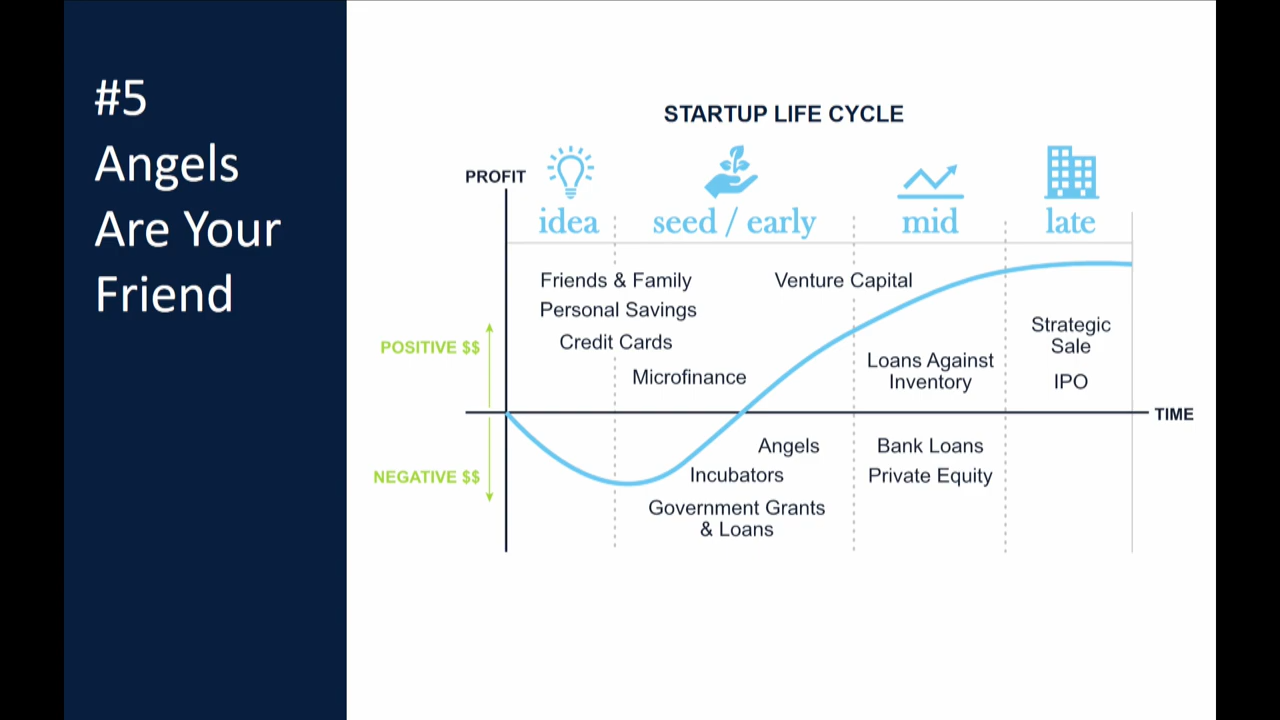 #5
Angels
Are Your
Friend
STARTUP LIFE CYCLE
PROFIT
idea
seed / early
mid
late
Friends & Family
Personal Savings
Credit Cards
Microfinance
Venture Capital
Loans Against
Inventory
Strategic
Sale
IPO
POSITIVE $$
TIME
NEGATIVE $$
Angels
Incubators
Government Grants
& Loans
Bank Loans
Private Equity